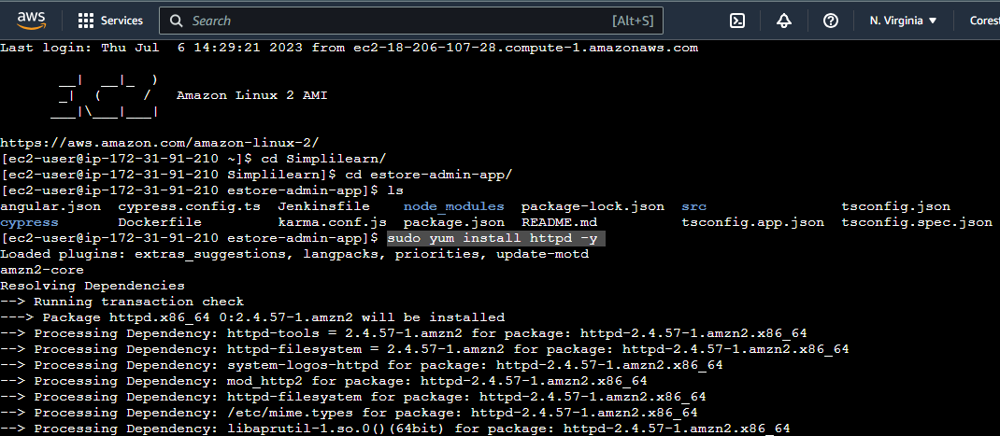 aws Services Search [Alt+S] N. Virginia Corest
Last login: Thu Jul  6 14:29:21 2023 from ec2-18-206-107-28.compute-1.amazonaws.com
       __|  __|_  )
       _|  (     /   Amazon Linux 2 AMI
      ___|\___|___|
https://aws.amazon.com/amazon-linux-2/
[ec2-user@ip-172-31-91-210 ~]$ cd Simplilearn/
[ec2-user@ip-172-31-91-210 Simplilearn]$ cd estore-admin-app/
[ec2-user@ip-172-31-91-210 estore-admin-app]$ ls
angular.json  cypress.config.ts  Jenkinsfile    node_modules  package-lock.json  src                tsconfig.json
cypress       Dockerfile         karma.conf.js  package.json  README.md          tsconfig.app.json  tsconfig.spec.json
[ec2-user@ip-172-31-91-210 estore-admin-app]$ sudo yum install httpd -y
Loaded plugins: extras_suggestions, langpacks, priorities, update-motd
amzn2-core
Resolving Dependencies
--> Running transaction check
---> Package httpd.x86_64 0:2.4.57-1.amzn2 will be installed
--> Processing Dependency: httpd-tools = 2.4.57-1.amzn2 for package: httpd-2.4.57-1.amzn2.x86_64
--> Processing Dependency: httpd-filesystem = 2.4.57-1.amzn2 for package: httpd-2.4.57-1.amzn2.x86_64
--> Processing Dependency: system-logos-httpd for package: httpd-2.4.57-1.amzn2.x86_64
--> Processing Dependency: mod_http2 for package: httpd-2.4.57-1.amzn2.x86_64
--> Processing Dependency: httpd-filesystem for package: httpd-2.4.57-1.amzn2.x86_64
--> Processing Dependency: /etc/mime.types for package: httpd-2.4.57-1.amzn2.x86_64
--> Processing Dependency: libaprutil-1.so.0()(64bit) for package: httpd-2.4.57-1.amzn2.x86_64